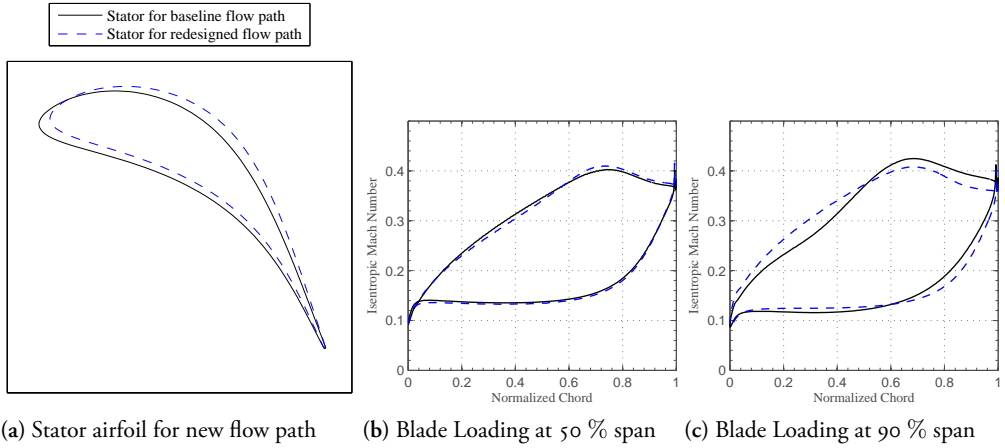 Stator for baseline flow path
Stator for redesigned flow path
0.4
0.3
0.2
0.1
0
Isentropic Mach Number
0 0.2 0.4 0.6 0.8 1
Normalized Chord
0.4
0.3
0.2
0.1
0
Isentropic Mach Number
0 0.2 0.4 0.6 0.8 1
Normalized Chord
(a) Stator airfoil for new flow path
(b) Blade Loading at 50 % span
(c) Blade Loading at 90 % span